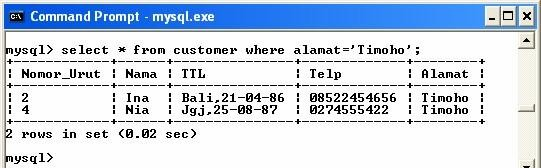 Command Prompt - mysql.exe
mysql> select * from customer where alamat='Timoho';
+------------+------+---------------+-------------+--------+
| Nomor_Urut | Nama | TTL           | Telp        | Alamat |
+------------+------+---------------+-------------+--------+
| 2          | Ina  | Bali,21-04-86 | 08522454656 | Timoho |
| 4          | Nia  | Jgj,25-08-87  | 0274555422  | Timoho |
+------------+------+---------------+-------------+--------+
2 rows in set (0.02 sec)
mysql>